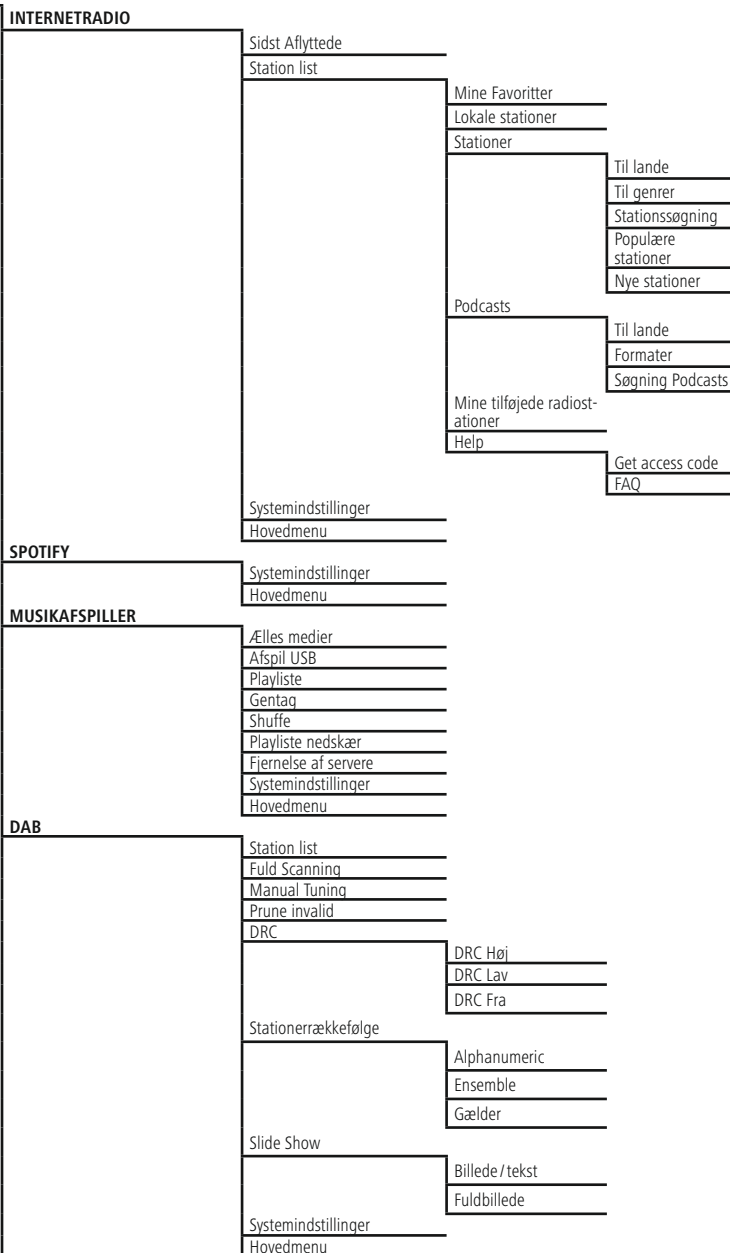 INTERNETRADIO
Sidst Aflyttede
Station list
Mine Favoritter
Lokale stationer
Stationer
Til lande
Til genrer
Stationssøgning
Populære
stationer
Nye stationer
Podcasts
Til lande
Formater
Søgning Podcasts
Mine tilføjede radiost-
ationer
Help
Get access code
FAQ
Systemindstillinger
Hovedmenu
SPOTIFY
Systemindstillinger
Hovedmenu
MUSIKAFSPILLER
Ælles medier
Afspil USB
Playliste
Gentag
Shuffe
Playliste nedskær
Fjernelse af servere
Systemindstillinger
Hovedmenu
DAB
Station list
Fuld Scanning
Manual Tuning
Prune invalid
DRC
DRC Høj
DRC Lav
DRC Fra
Stationerrækkefølge
Alphanumeric
Ensemble
Gælder
Slide Show
Billede/tekst
Fuldbillede
Systemindstillinger
Hovedmenu